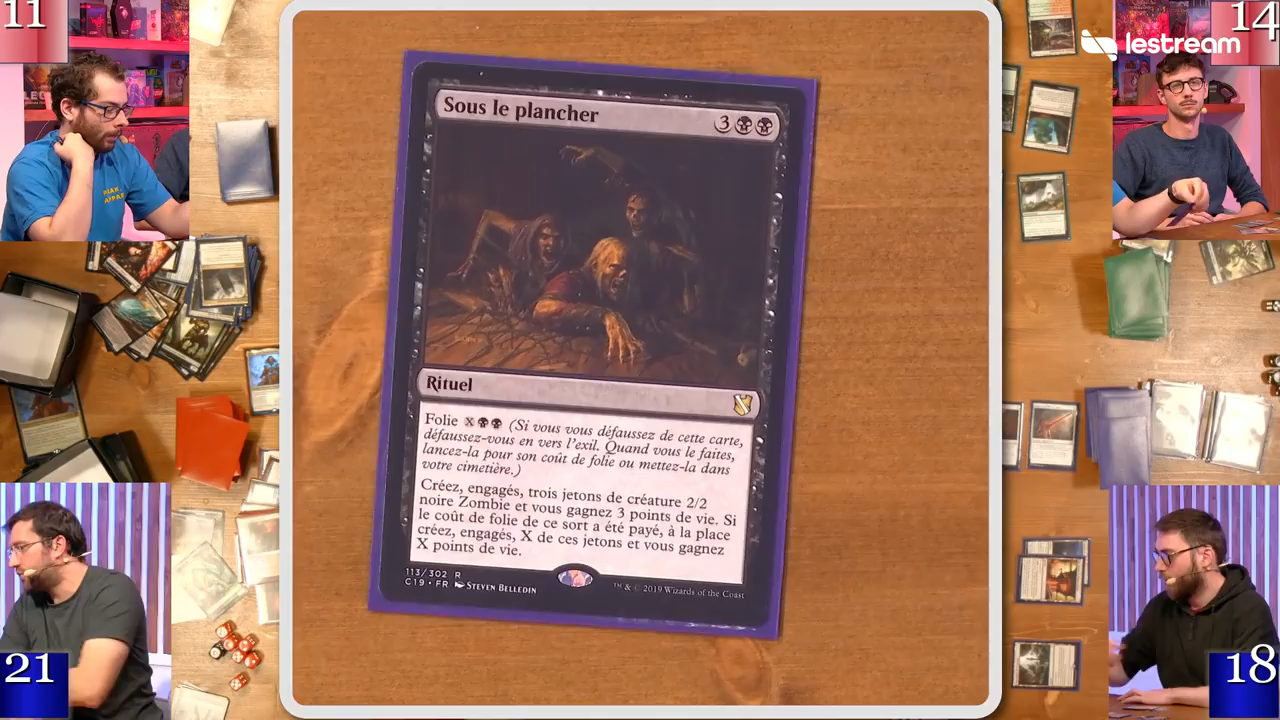 11
14
lestream
Sous le plancher
3
Rituel
Folie X (Si vous vous défaussez de cette carte,
défaussez-vous en vers l'exil. Quand vous le faites,
lancez-la pour son coût de folie ou mettez-la dans
votre cimetière.)
Créez, engagés, trois jetons de créature 2/2
noire Zombie et vous gagnez 3 points de vie. Si
le coût de folie de ce sort a été payé, à la place
créez, engagés, X de ces jetons et vous gagnez
X points de vie.
113/302 R
C19 • FR STEVEN BELLEDIN
™ & © 2019 Wizards of the Coast
21
18